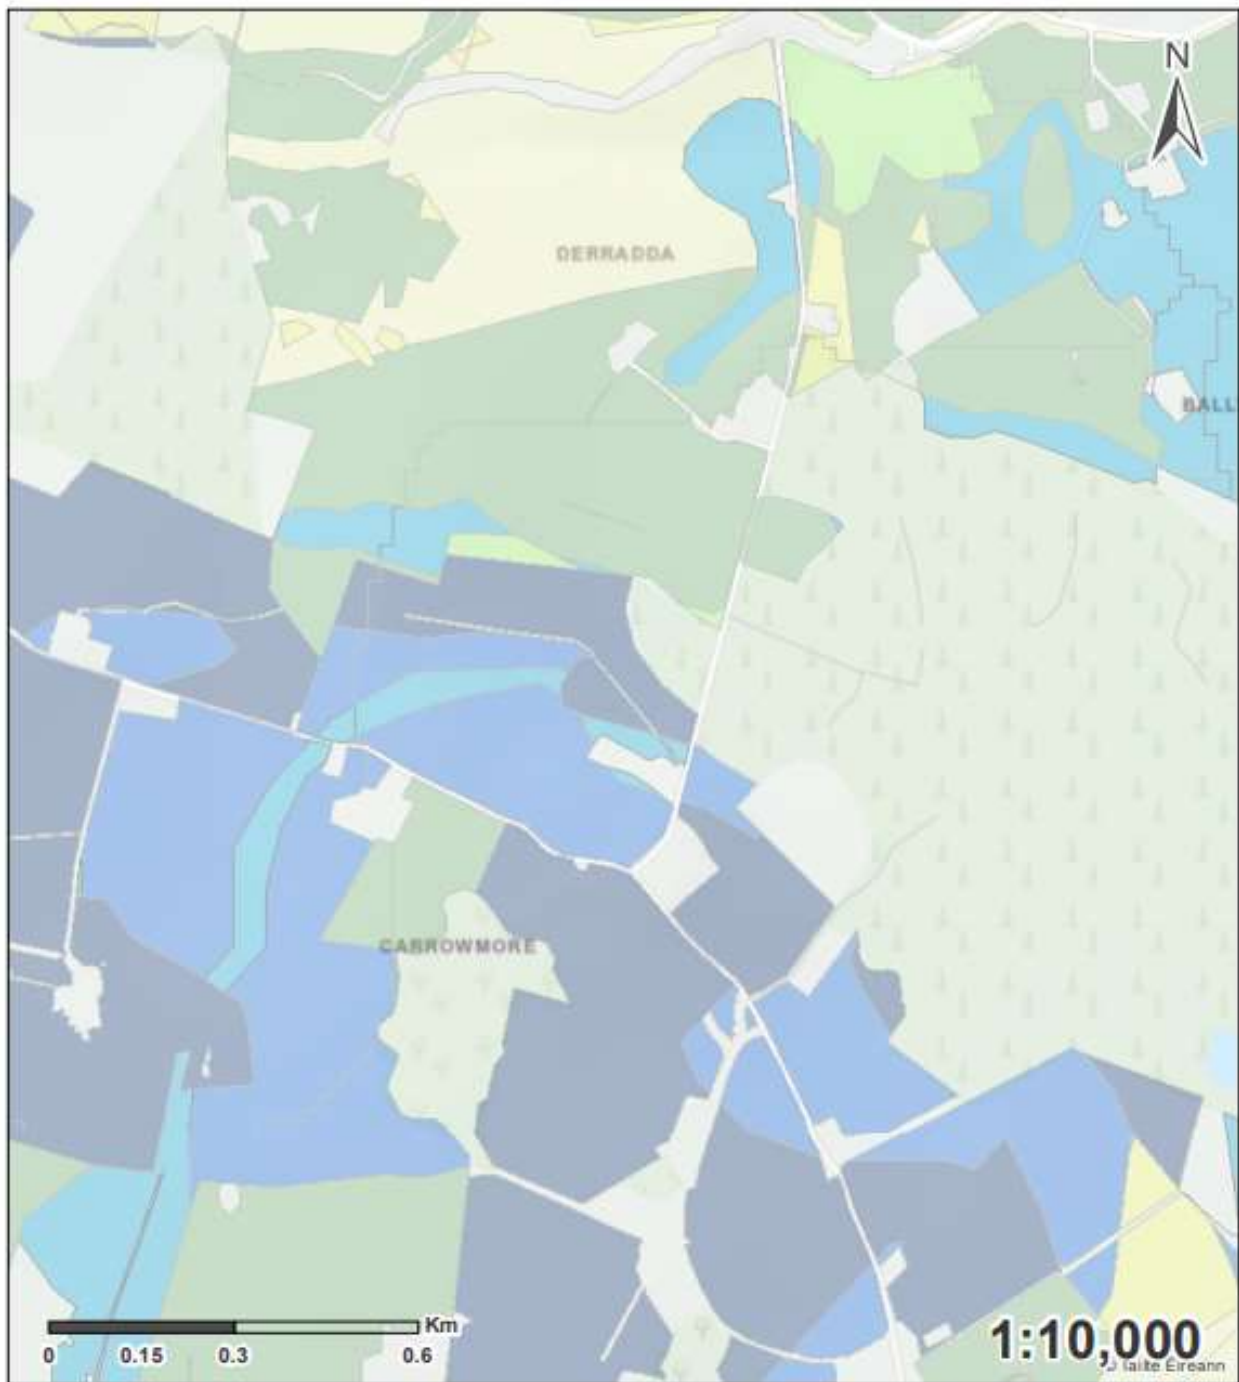 N
DERRADDA
BALL
CARROWMORE
Km
0 0.15 0.3 0.6
1:10,000
© Tailte Éireann